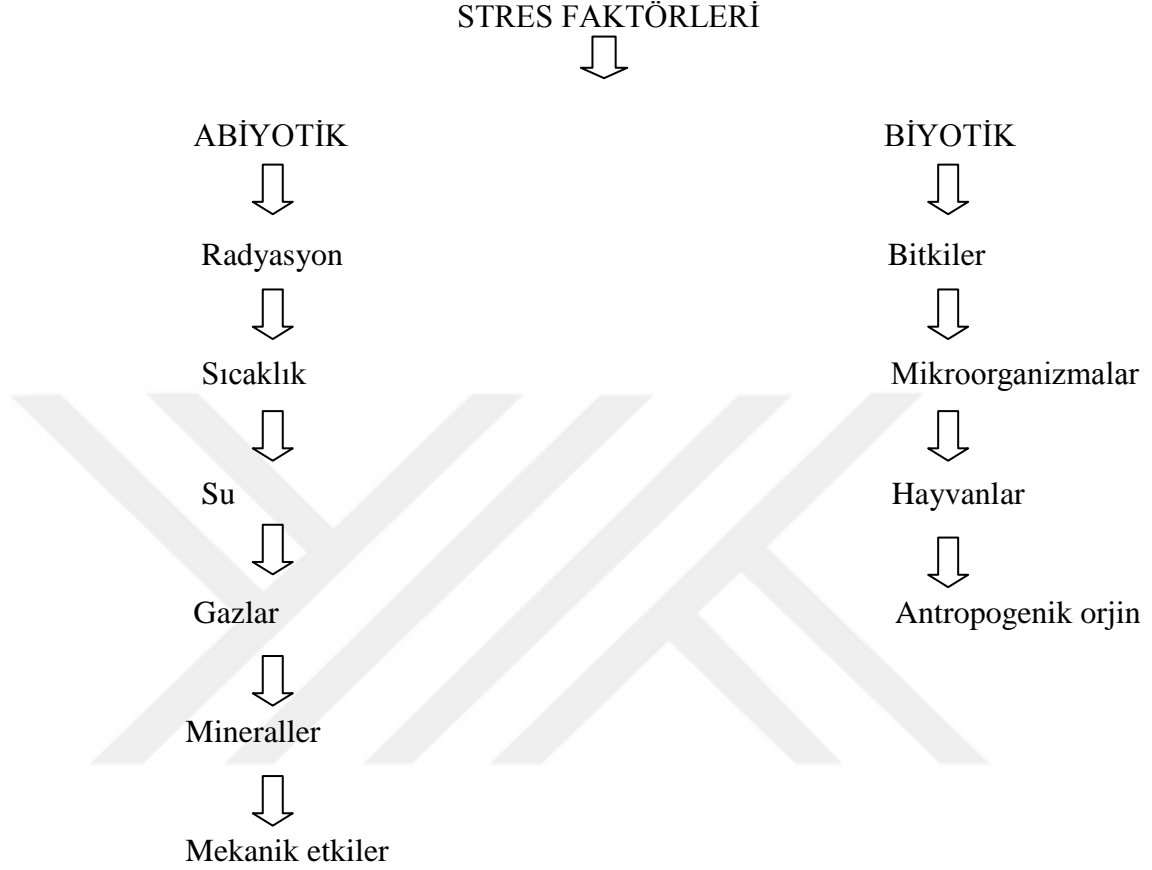 STRES FAKTÖRLERİ
ABİYOTİK
Radyasyon
Sıcaklık
Su
Gazlar
Mineraller
Mekanik etkiler
BİYOTİK
Bitkiler
Mikroorganizmalar
Hayvanlar
Antropogenik orjin